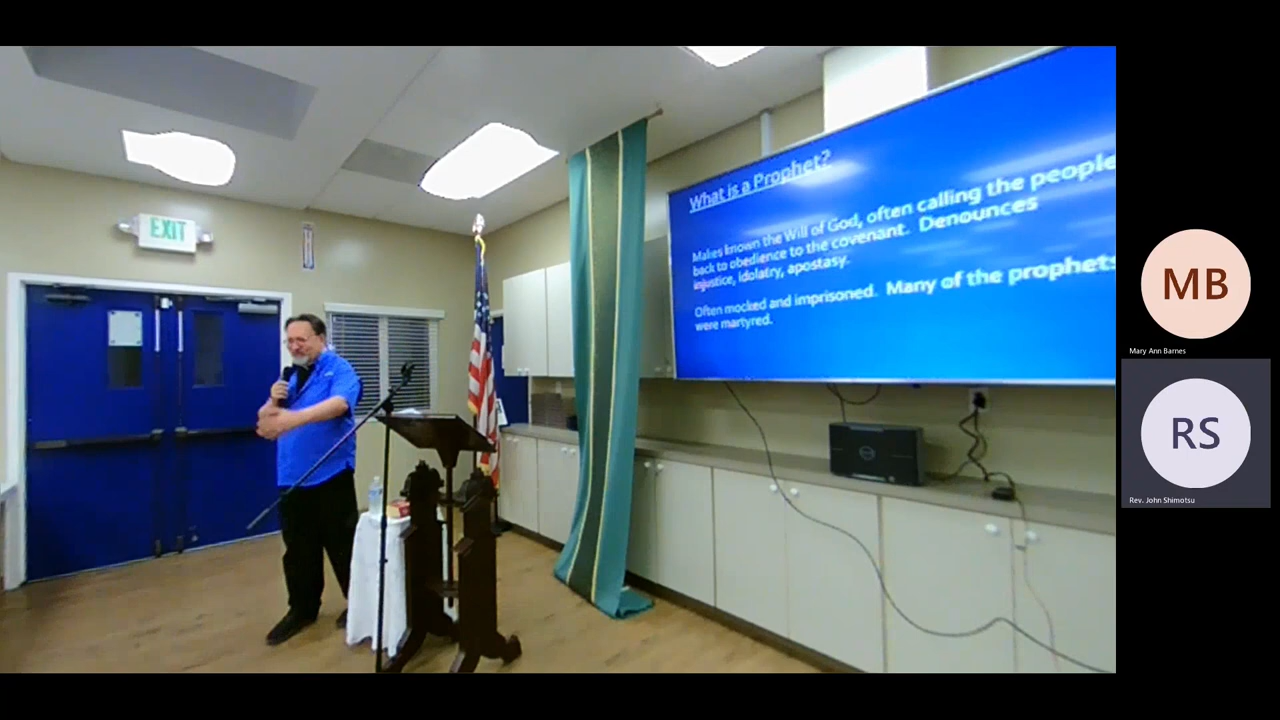 EXIT
What is a Prophet?
Makes known the Will of God, often calling the people
back to obedience to the covenant. Denounces
injustice, idolatry, apostasy.
Often mocked and imprisoned. Many of the prophets
were martyred.
DELL
MB
Mary Ann Barnes
RS
Rev. John Shimotsu